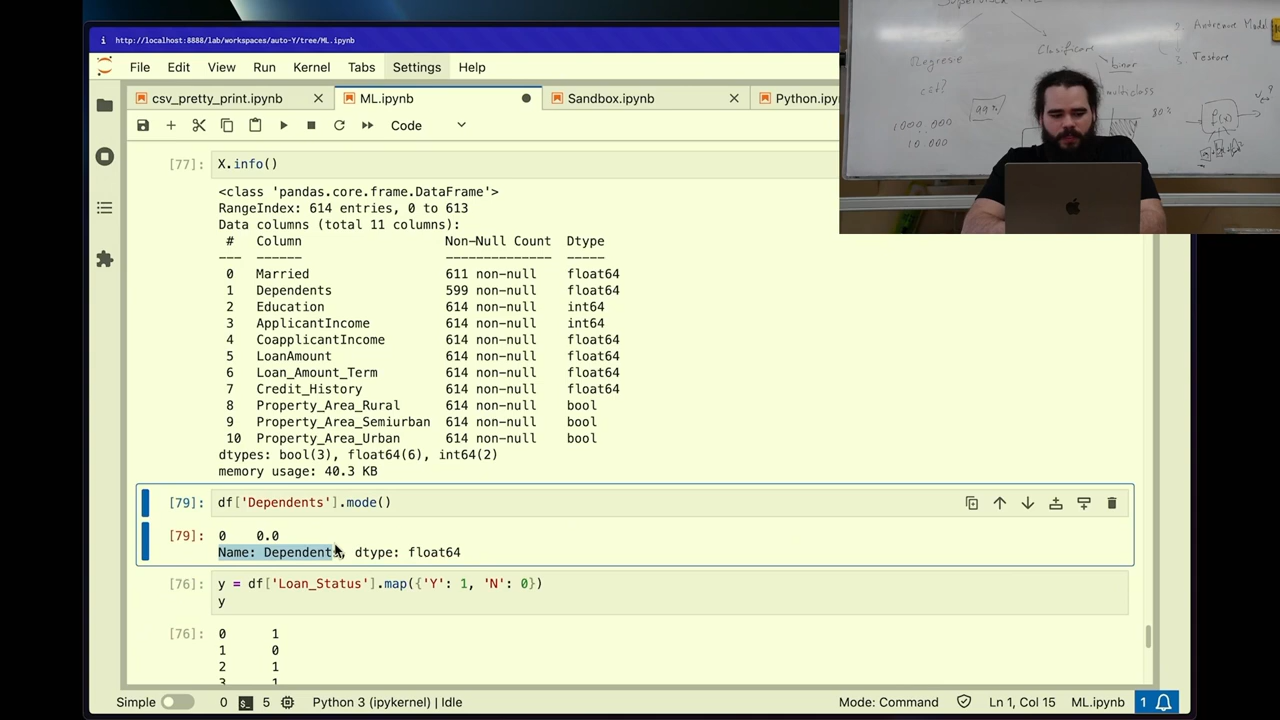 http://localhost:8888/lab/workspaces/auto-Y/tree/ML.ipynb
File Edit View Run Kernel Tabs Settings Help
csv_pretty_print.ipynb ML.ipynb Sandbox.ipynb Python.ipy
Code
[77]: X.info()
<class 'pandas.core.frame.DataFrame'>
RangeIndex: 614 entries, 0 to 613
Data columns (total 11 columns):
# Column Non-Null Count Dtype
--- ------ -------------- -----
0 Married 611 non-null float64
1 Dependents 599 non-null float64
2 Education 614 non-null int64
3 ApplicantIncome 614 non-null int64
4 CoapplicantIncome 614 non-null float64
5 LoanAmount 614 non-null float64
6 Loan_Amount_Term 614 non-null float64
7 Credit_History 614 non-null float64
8 Property_Area_Rural 614 non-null bool
9 Property_Area_Semiurban 614 non-null bool
10 Property_Area_Urban 614 non-null bool
dtypes: bool(3), float64(6), int64(2)
memory usage: 40.3 KB
[79]: df['Dependents'].mode()
[79]: 0 0.0
Name: Dependents, dtype: float64
[76]: y = df['Loan_Status'].map({'Y': 1, 'N': 0})
y
[76]: 0 1
1 0
2 1
3 1
Simple 0 5 Python 3 (ipykernel) | Idle Mode: Command Ln 1, Col 15 ML.ipynb 1
2. Antrenare Model
Clasificare
3. Testare
Regresie
binar
cât?
multiclass
99%
80%
f(x)
1000.000
10.000